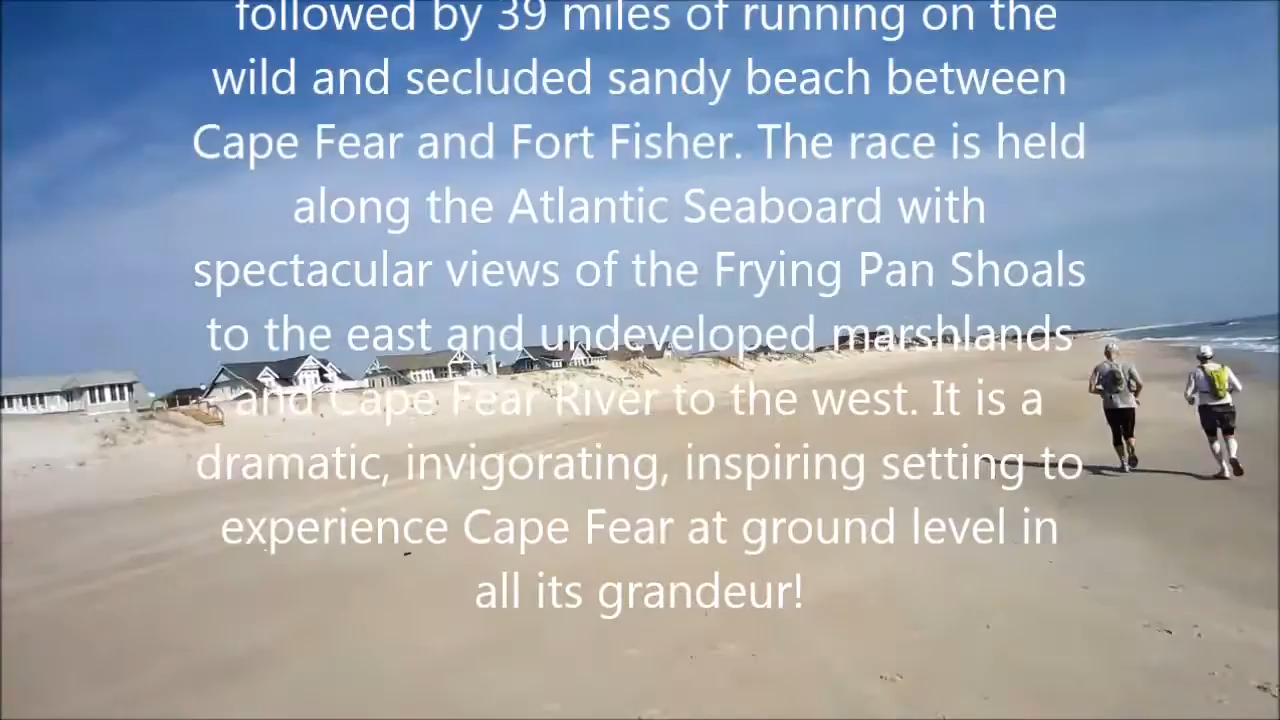 followed by 39 miles of running on the
wild and secluded sandy beach between
Cape Fear and Fort Fisher. The race is held
along the Atlantic Seaboard with
spectacular views of the Frying Pan Shoals
to the east and undeveloped marshlands
and Cape Fear River to the west. It is a
dramatic, invigorating, inspiring setting to
experience Cape Fear at ground level in
all its grandeur!